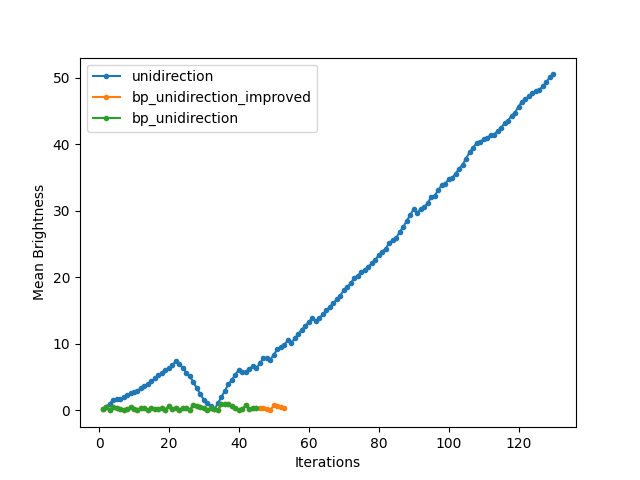 unidirection
bp_unidirection_improved
bp_unidirection
Mean Brightness
50
40
30
20
10
0
0 20 40 60 80 100 120
Iterations